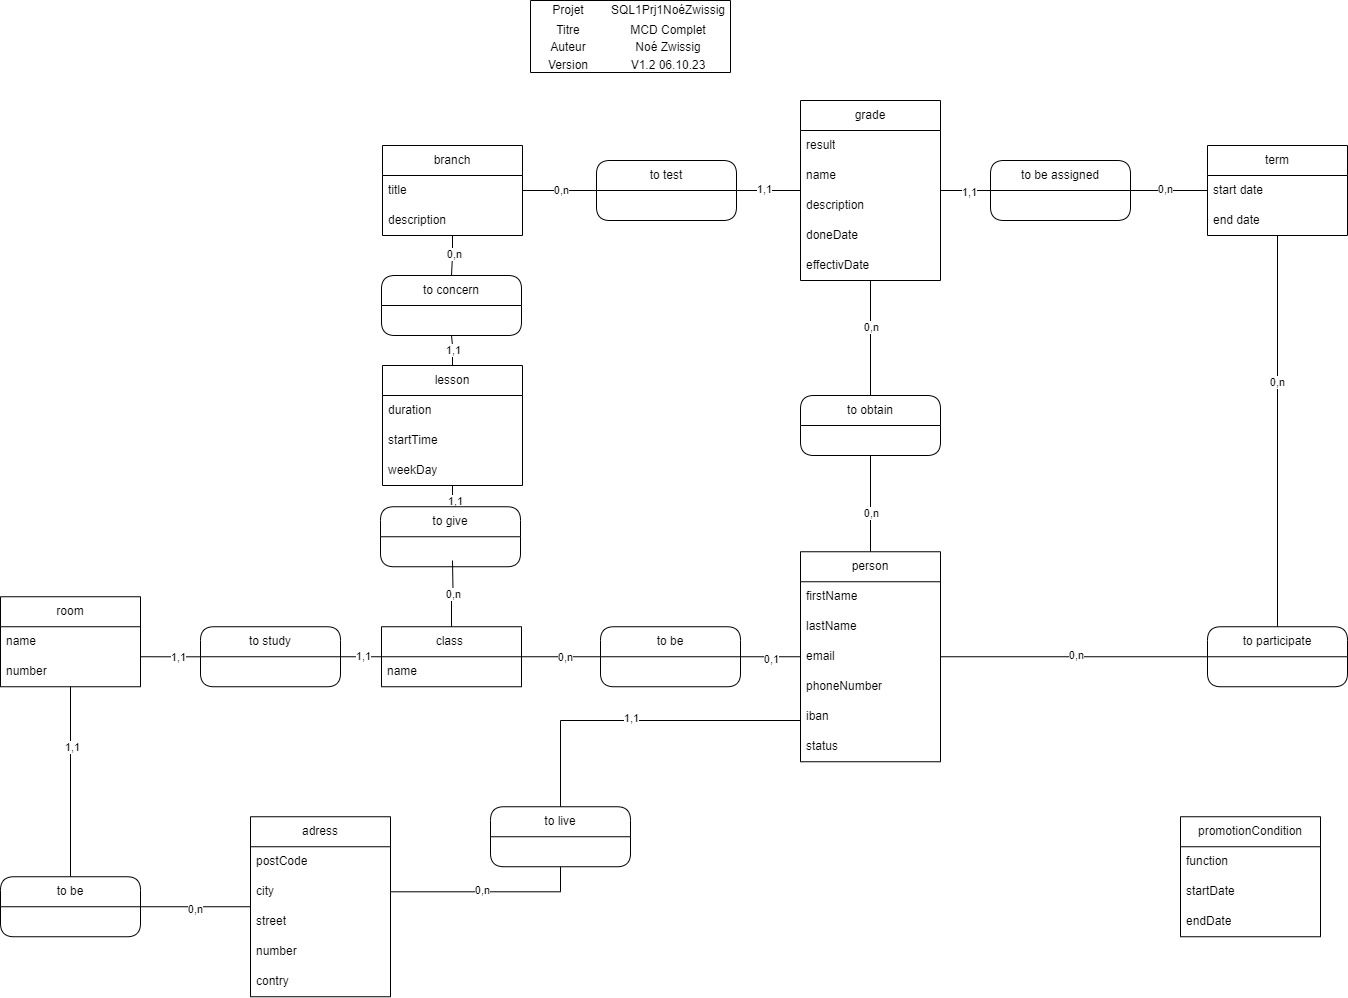 Projet SQL1Prj1NoéZwissig
Titre MCD Complet
Auteur Noé Zwissig
Version V1.2 06.10.23
grade
result
name
description
doneDate
effectivDate
branch
title
description
0,n
to test
1,1
1,1
to be assigned
0,n
term
start date
end date
0,n
to concern
1,1
lesson
duration
startTime
weekDay
1,1
to give
0,n
0,n
to obtain
0,n
0,n
room
name
number
1,1
to study
1,1
class
name
0,n
to be
0,1
person
firstName
lastName
email
phoneNumber
iban
status
0,n
to participate
1,1
1,1
to live
0,n
to be
0,n
adress
postCode
city
street
number
contry
promotionCondition
function
startDate
endDate